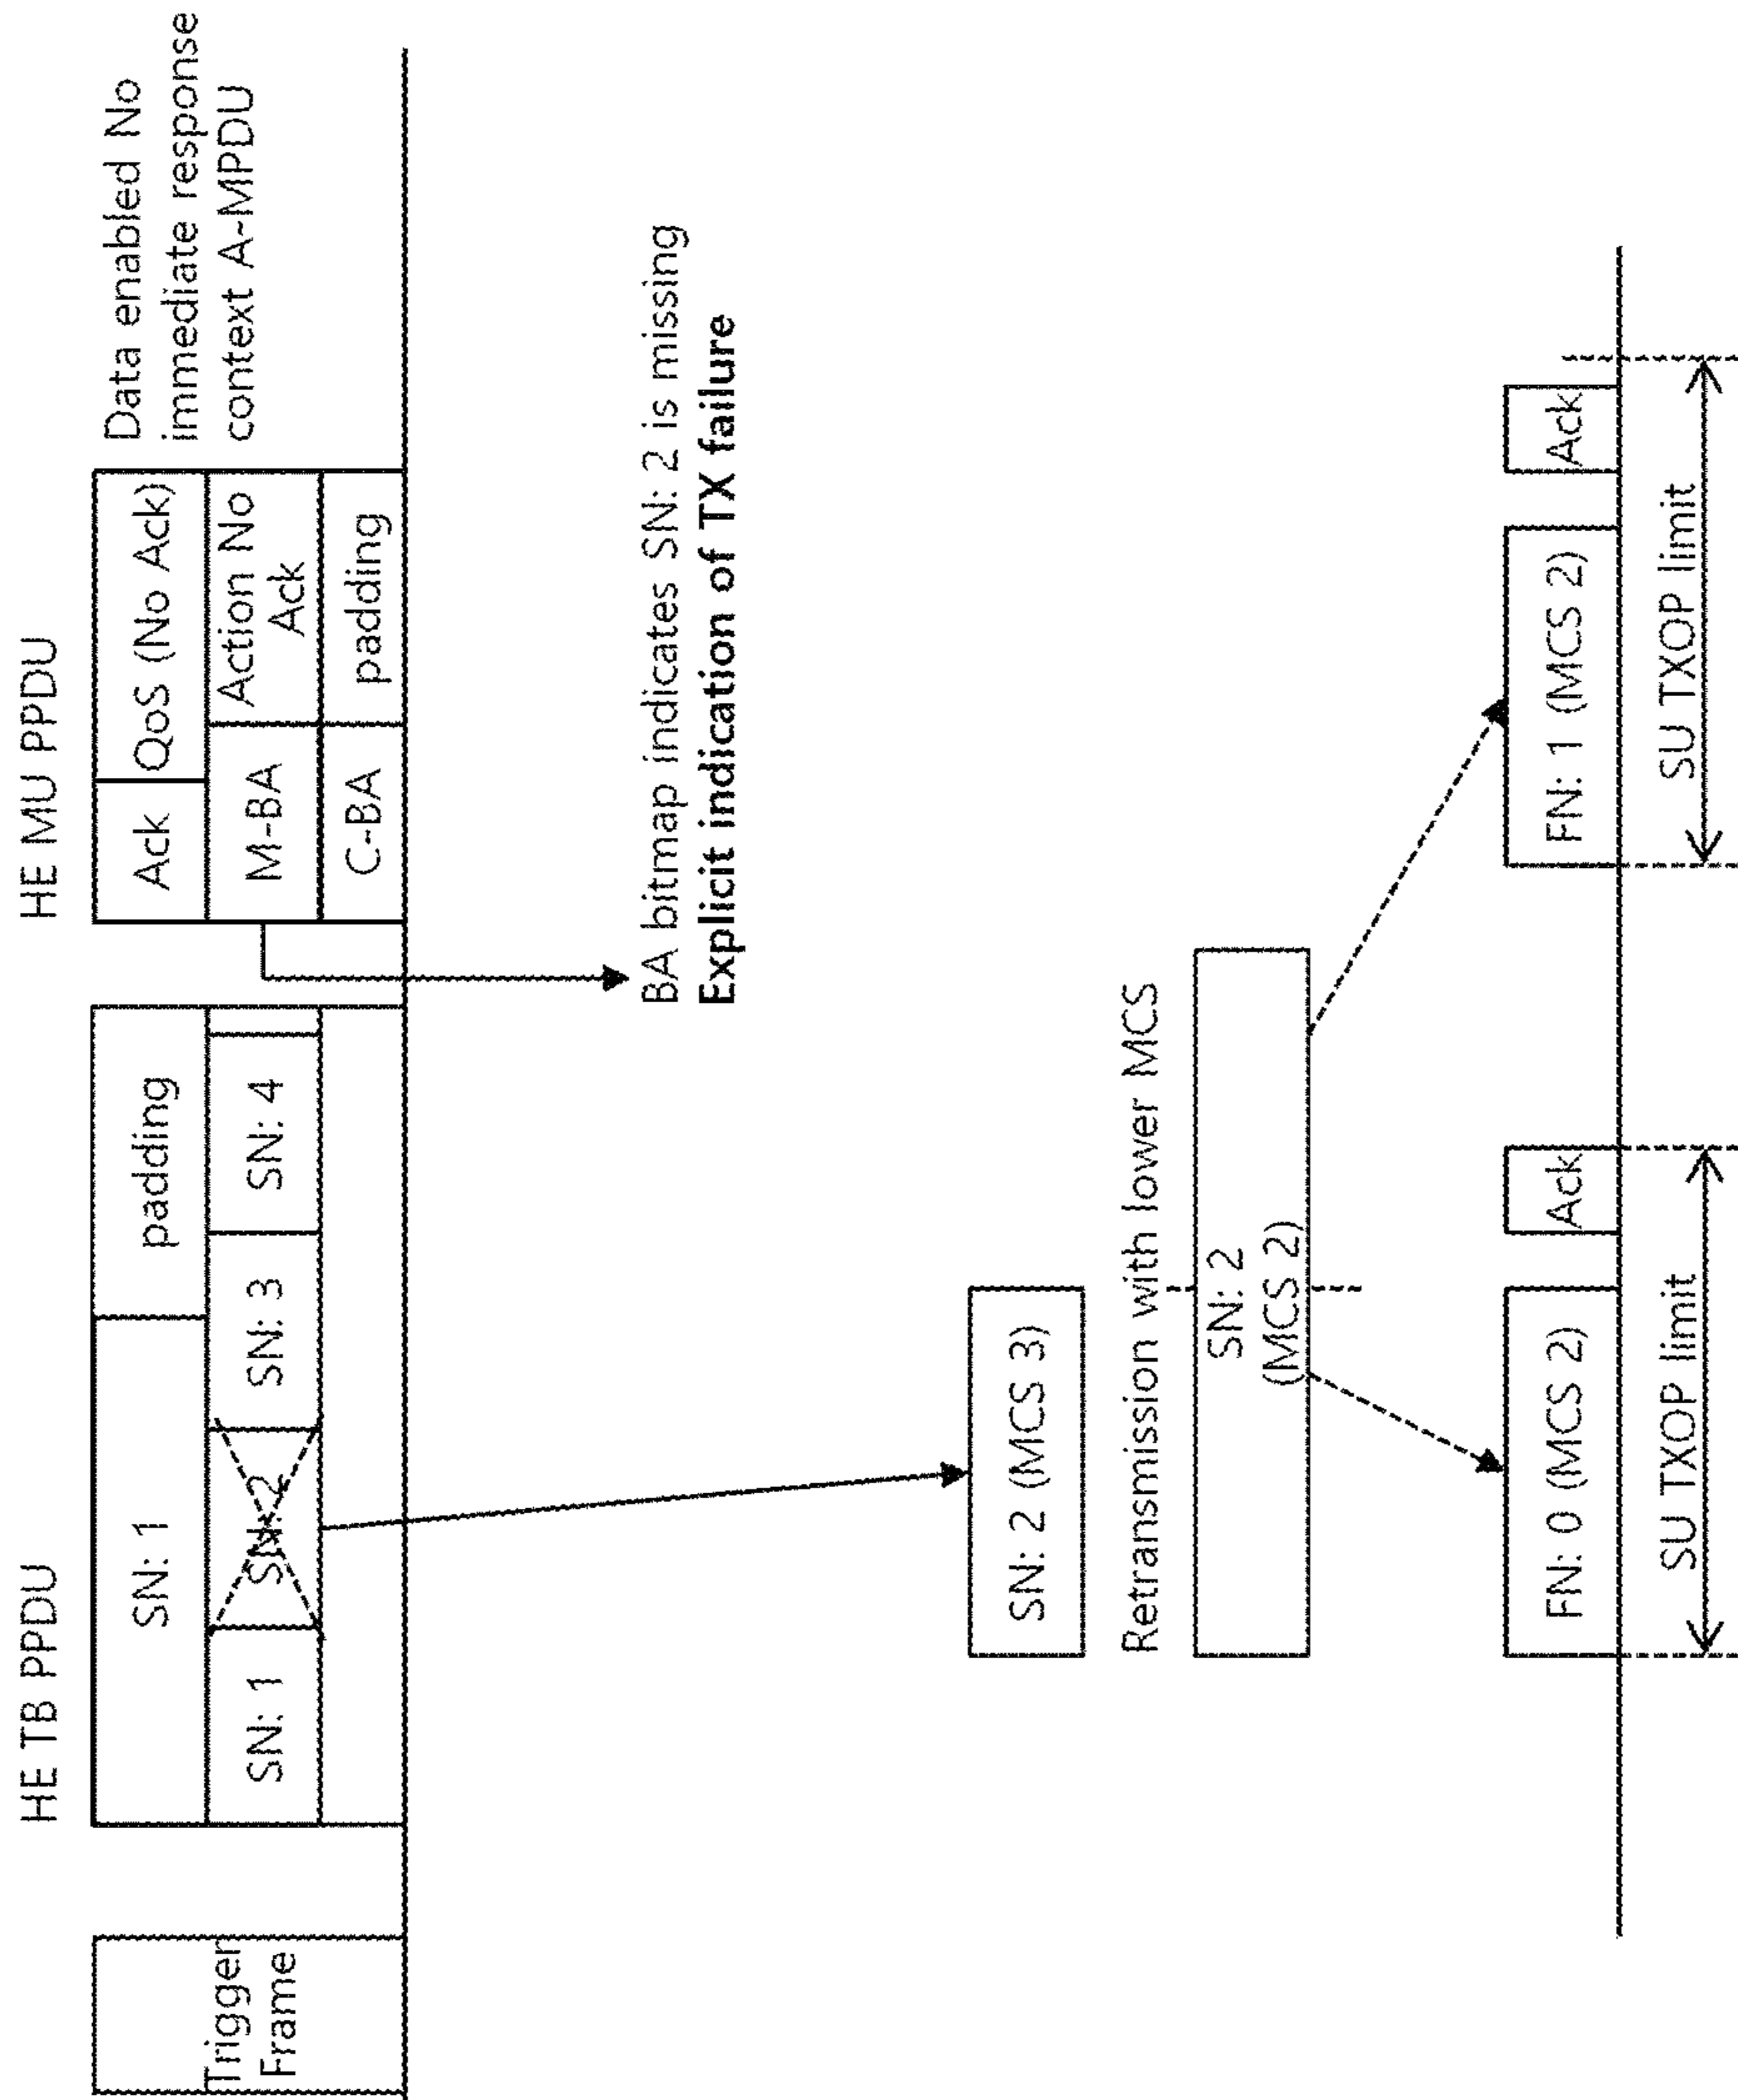 HE TB PPDU
HE MU PPDU
Trigger
Frame
SN: 1
padding
SN: 1
SN: 2
SN: 3
SN: 4
Ack
QoS (No Ack)
M-BA
Action No
Ack
C-BA
padding
Data enabled No
immediate response
context A-MPDU
BA bitmap indicates SN: 2 is missing
Explicit indication of TX failure
SN: 2 (MCS 3)
Retransmission with lower MCS
SN: 2
(MCS 2)
FN: 0 (MCS 2)
Ack
FN: 1 (MCS 2)
Ack
SU TXOP limit
SU TXOP limit